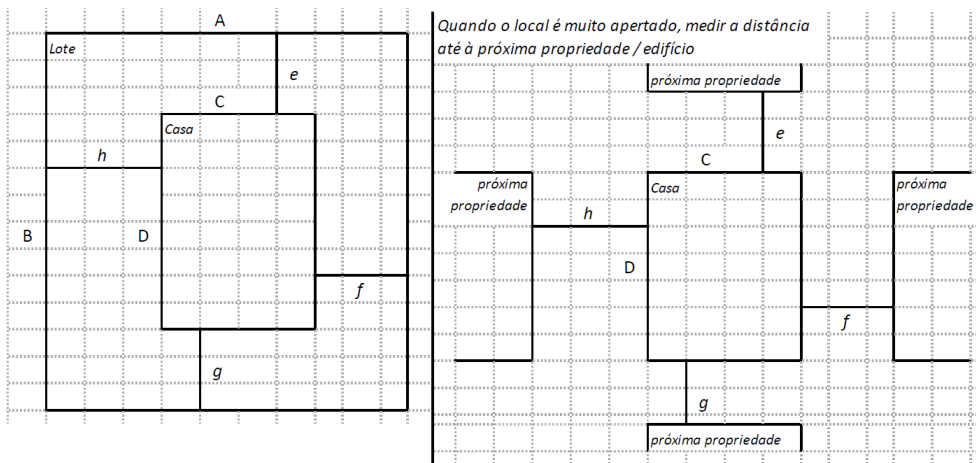 A
Lote
e
C
Casa
h
B
D
f
g
Quando o local é muito apertado, medir a distância
até à próxima propriedade / edifício
próxima propriedade
e
C
próxima
propriedade
Casa
próxima
propriedade
h
D
f
g
próxima propriedade